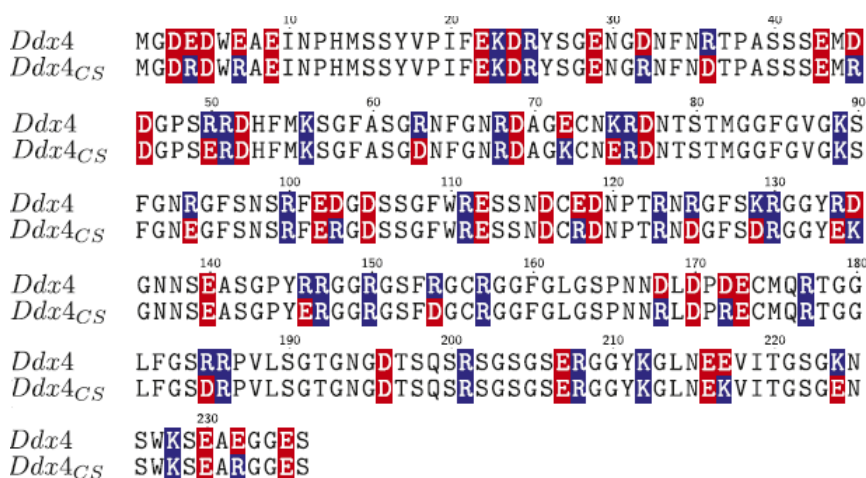 10 20 30 40
Ddx4 MGDEDWEAEINPHMSSYVPIFEKDRYSGENGDNFNRTPASSSEMD
Ddx4CS MGDRDWRAEINPHMSSYVPIFEKDRYSGENGRNFNDTPASSSEMR
50 60 70 80 90
Ddx4 DGPSRRDHFMKSGFASGRNFGNRDAGECNKRDNTSTMGGFGVGKS
Ddx4CS DGPSERDHFMKSGFASGDNFGNRDAGKCNERDNTSTMGGFGVGKS
100 110 120 130
Ddx4 FGNRGFSNSRFEDGDSSGFWRESSNDCEDNPTRNRGFSKRGGYRD
Ddx4CS FGNEGFSNSRFERGDSSGFWRESSNDCRDNPTRNDGFSDRGGYEK
140 150 160 170 180
Ddx4 GNNSEASGPYRRGGRGSFRGCRGGFGLGSPNNDLDPDECMQRTGG
Ddx4CS GNNSEASGPYERGGRGSFDGCRGGFGLGSPNNRLDPRECMQRTGG
190 200 210 220
Ddx4 LFGSRRPVLSGTGNGDTSQSRSGSGSERGGYKGLNEEVITGSGKN
Ddx4CS LFGSDRPVLSGTGNGDTSQSRSGSGSERGGYKGLNEKVITGSGEN
230
Ddx4 SWKSEAEGGES
Ddx4CS SWKSEARGGES